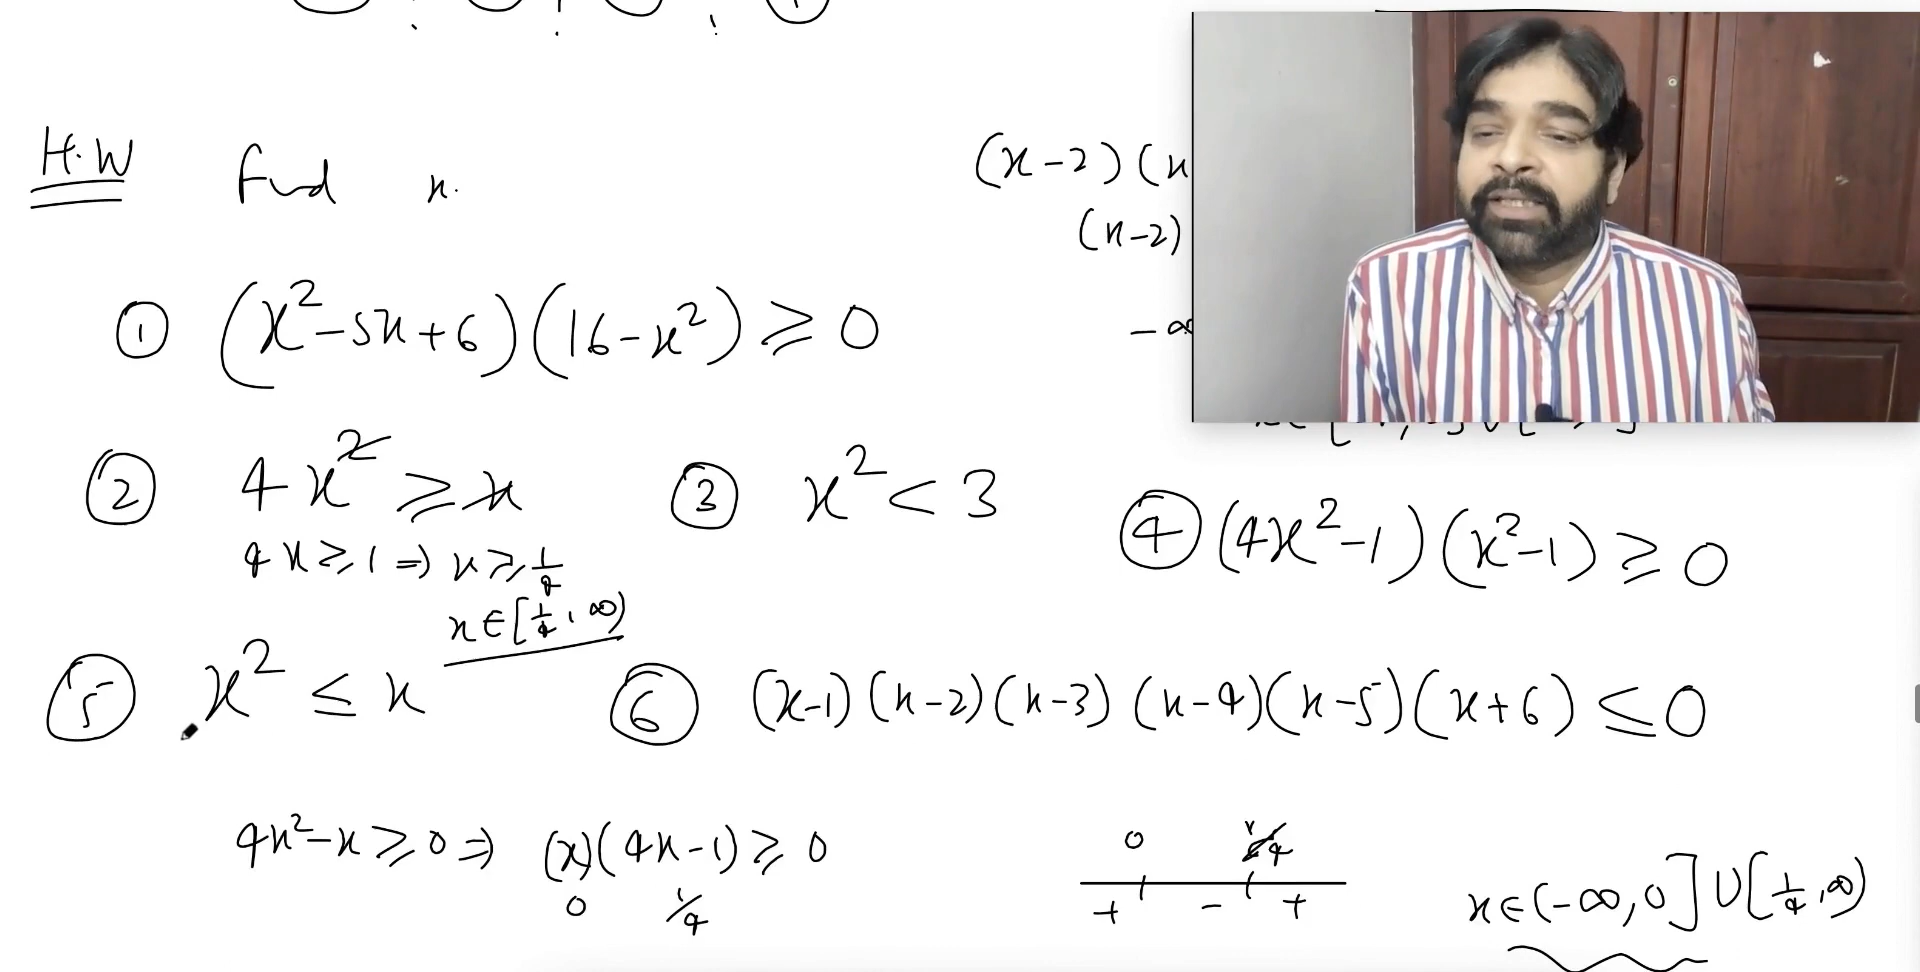 H.W Find x.
(x-2)(x
(x-2)
-∞
① (x²-5x+6)(16-x²) ≥ 0
② 4x² ≥ x ③ x² < 3 ④ (4x²-1)(x²-1) ≥ 0
4x ≥ 1 ⇒ x ≥ 1/4
x ∈ [1/4, ∞)
⑤ x² ≤ x ⑥ (x-1)(x-2)(x-3)(x-4)(x-5)(x+6) ≤ 0
4x²-x ≥ 0 ⇒ (x)(4x-1) ≥ 0
0 1/4
0 1/4
+ - +
x ∈ (-∞, 0] ∪ [1/4, ∞)